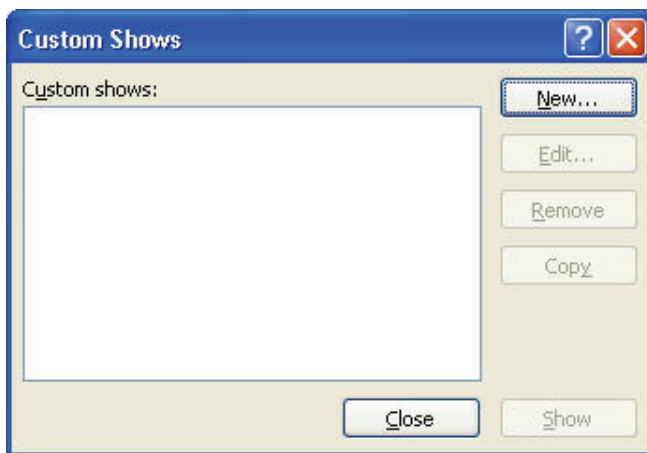 Custom Shows ?
Custom shows:
New...
Edit...
Remove
Copy
Close
Show